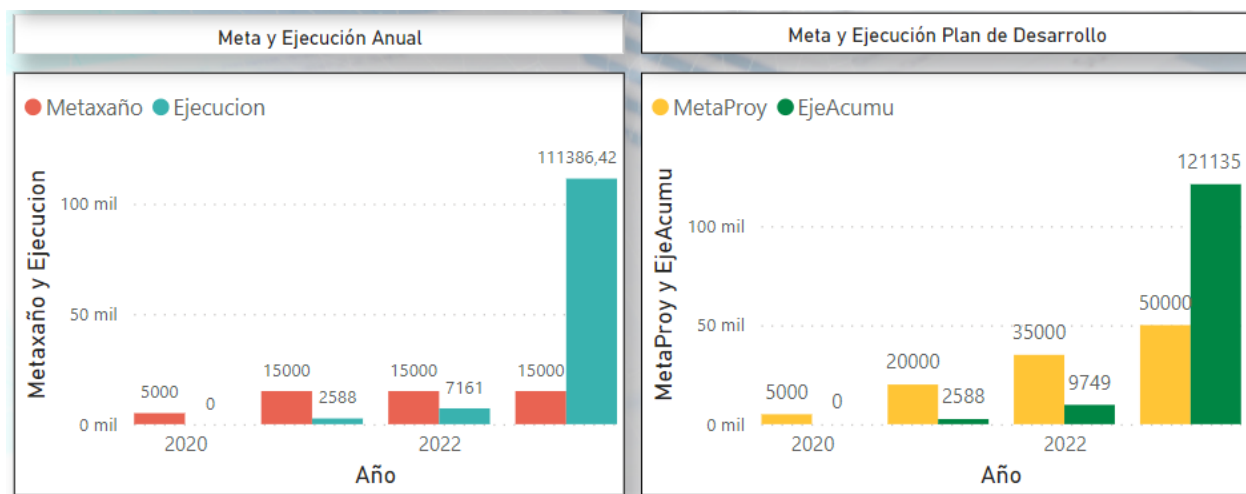 Meta y Ejecución Anual
Metaxaño Ejecucion
Metaxaño y Ejecucion
100 mil
50 mil
0 mil
5000
0
15000
2588
15000
7161
15000
111386,42
2020
2022
Año
Meta y Ejecución Plan de Desarrollo
MetaProy EjeAcumu
MetaProy y EjeAcumu
100 mil
50 mil
0 mil
5000
0
20000
2588
35000
9749
50000
121135
2020
2022
Año